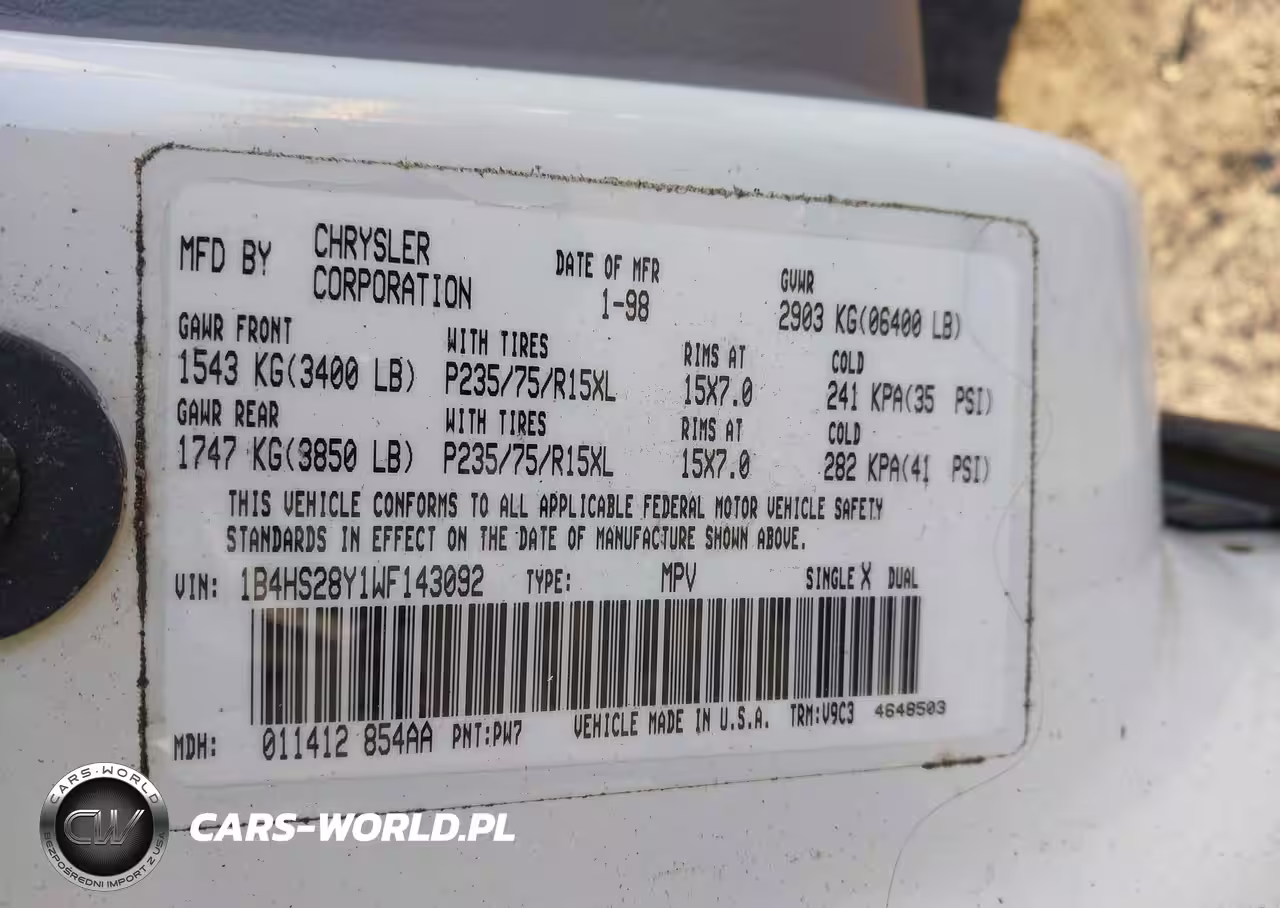 MFD BY CHRYSLER CORPORATION DATE OF MFR 1-98 GVWR 2903 KG(06400 LB)
GAWR FRONT WITH TIRES RIMS AT COLD
1543 KG(3400 LB) P235/75/R15XL 15X7.0 241 KPA(35 PSI)
GAWR REAR WITH TIRES RIMS AT COLD
1747 KG(3850 LB) P235/75/R15XL 15X7.0 282 KPA(41 PSI)
THIS VEHICLE CONFORMS TO ALL APPLICABLE FEDERAL MOTOR VEHICLE SAFETY
STANDARDS IN EFFECT ON THE DATE OF MANUFACTURE SHOWN ABOVE.
VIN: 1B4HS28Y1WF143092 TYPE: MPV SINGLE X DUAL
MDH: 011412 854AA PNT:PW7 VEHICLE MADE IN U.S.A. TRM:V9C3 4648503
CARS-WORLD
CW
BEZPOŚREDNI IMPORT Z USA
CARS-WORLD.PL